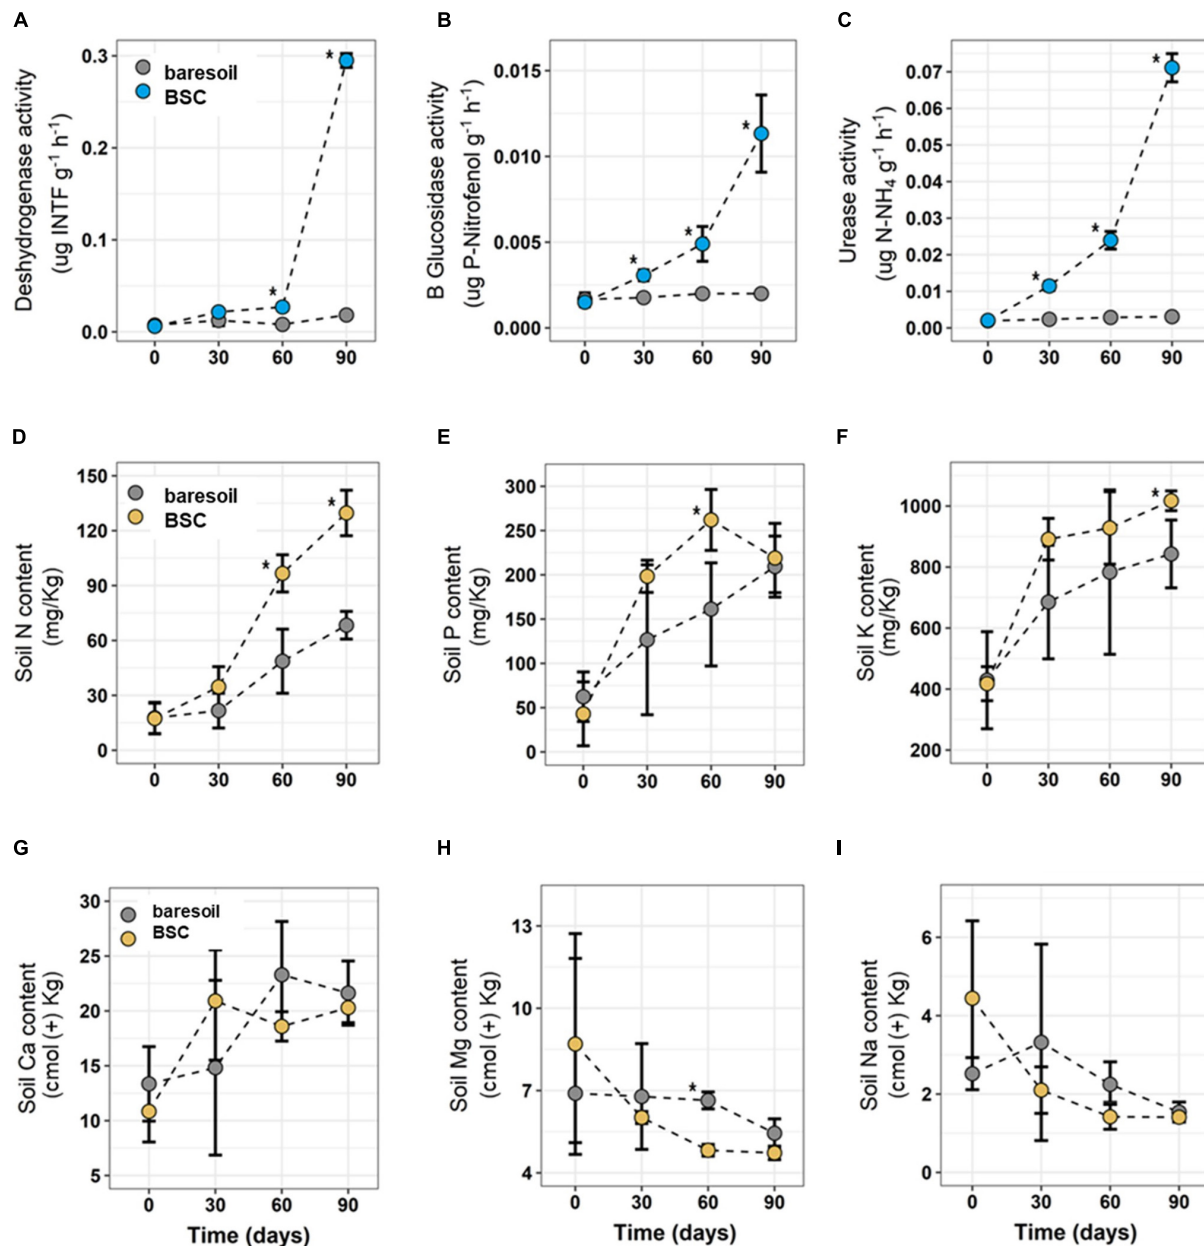 A
Deshydrogenase activity
(ug INTF g-1 h-1)
0.3
0.2
0.1
0.0
baresoil
BSC
*
*
0 30 60 90
B
B Glucosidase activity
(ug P-Nitrofenol g-1 h-1)
0.015
0.010
0.005
0.000
*
*
*
0 30 60 90
C
Urease activity
(ug N-NH4 g-1 h-1)
0.07
0.06
0.05
0.04
0.03
0.02
0.01
0.00
*
*
*
0 30 60 90
D
Soil N content
(mg/Kg)
150
120
90
60
30
0
baresoil
BSC
*
*
0 30 60 90
E
Soil P content
(mg/Kg)
300
250
200
150
100
50
0
*
0 30 60 90
F
Soil K content
(mg/Kg)
1000
800
600
400
200
*
0 30 60 90
G
Soil Ca content
(cmol (+) Kg)
30
25
20
15
10
5
baresoil
BSC
0 30 60 90
Time (days)
H
Soil Mg content
(cmol (+) Kg)
13
10
7
4
*
0 30 60 90
Time (days)
I
Soil Na content
(cmol (+) Kg)
6
4
2
0
0 30 60 90
Time (days)